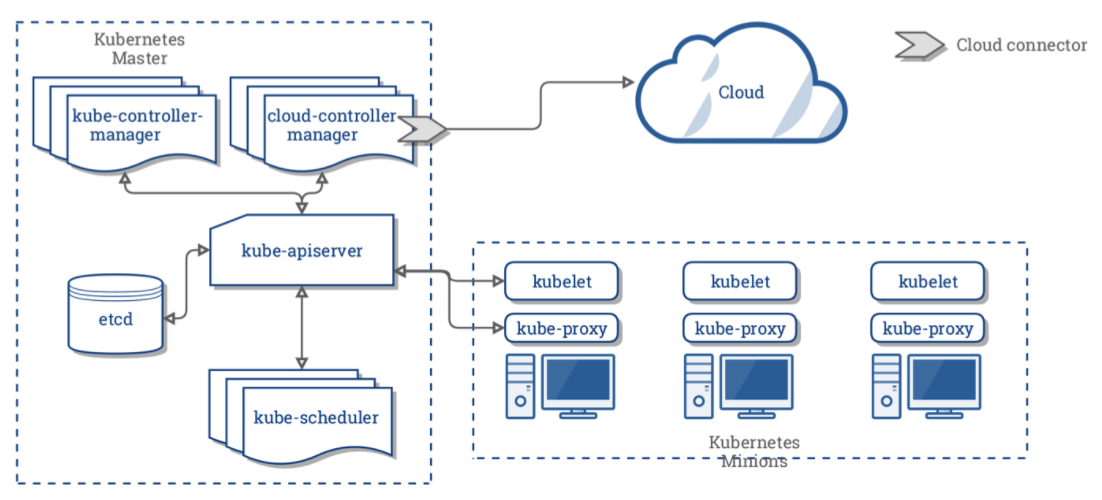 Kubernetes
Master
kube-controller-
manager
cloud-controller
manager
Cloud
Cloud connector
kube-apiserver
etcd
kube-scheduler
kubelet
kubelet
kubelet
kube-proxy
kube-proxy
kube-proxy
Kubernetes
Minions